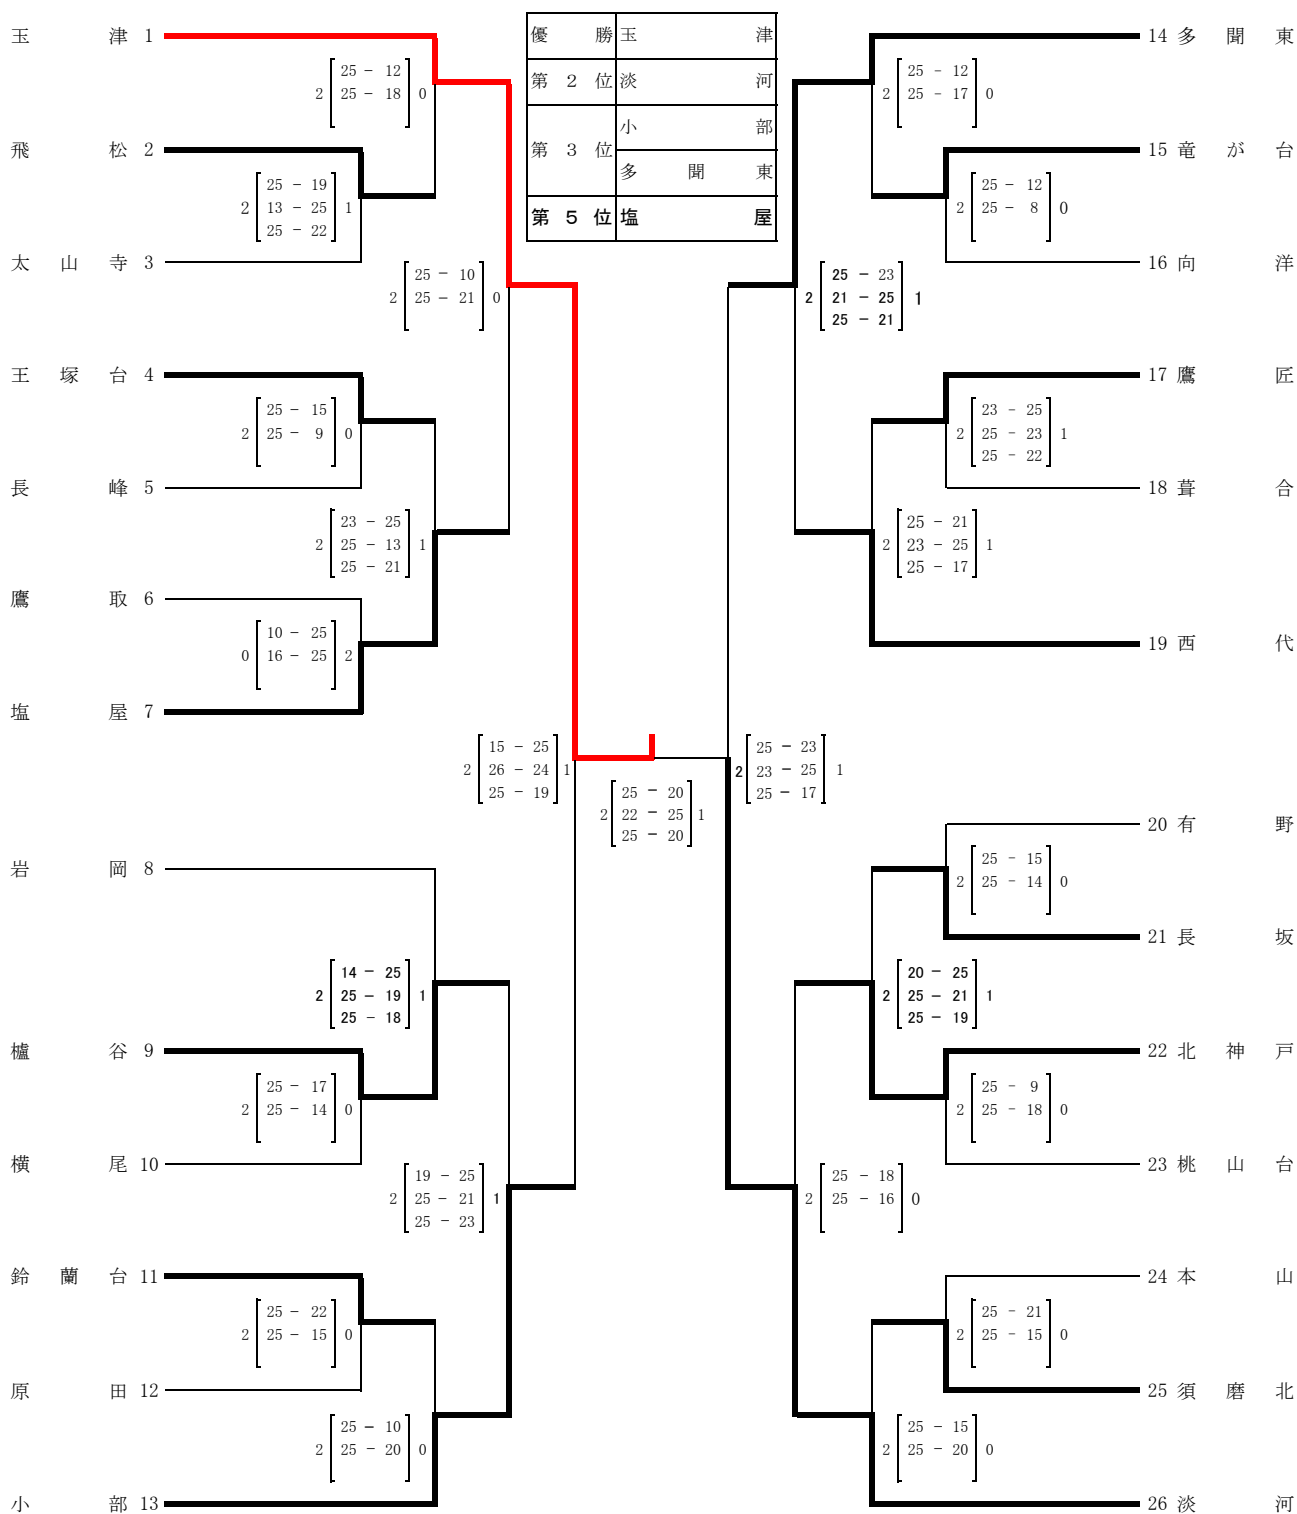 優勝 玉津
第2位 淡河
第3位 小部
多聞東
第5位 塩屋
玉津 1
2 25 - 12 0
25 - 18
飛松 2
2 25 - 19 1
13 - 25
25 - 22
太山寺 3
2 25 - 10 0
25 - 21
王塚台 4
2 25 - 15 0
25 - 9
長峰 5
2 23 - 25 1
25 - 13
25 - 21
鷹取 6
0 10 - 25 2
16 - 25
塩屋 7
2 15 - 25 1
26 - 24
25 - 19
2 25 - 20 1
22 - 25
25 - 20
岩岡 8
2 14 - 25 1
25 - 19
25 - 18
櫨谷 9
2 25 - 17 0
25 - 14
横尾 10
2 19 - 25 1
25 - 21
25 - 23
鈴蘭台 11
2 25 - 22 0
25 - 15
原田 12
2 25 - 10 0
25 - 20
小部 13
14 多聞東
2 25 - 12 0
25 - 17
15 竜が台
2 25 - 12 0
25 - 8
16 向洋
2 25 - 23 1
21 - 25
25 - 21
17 鷹匠
2 23 - 25 1
25 - 23
25 - 22
18 葺合
2 25 - 21 1
23 - 25
25 - 17
19 西代
2 25 - 23 1
23 - 25
25 - 17
20 有野
2 25 - 15 0
25 - 14
21 長坂
2 20 - 25 1
25 - 21
25 - 19
22 北神戸
2 25 - 9 0
25 - 18
23 桃山台
2 25 - 18 0
25 - 16
24 本山
2 25 - 21 0
25 - 15
25 須磨北
2 25 - 15 0
25 - 20
26 淡河